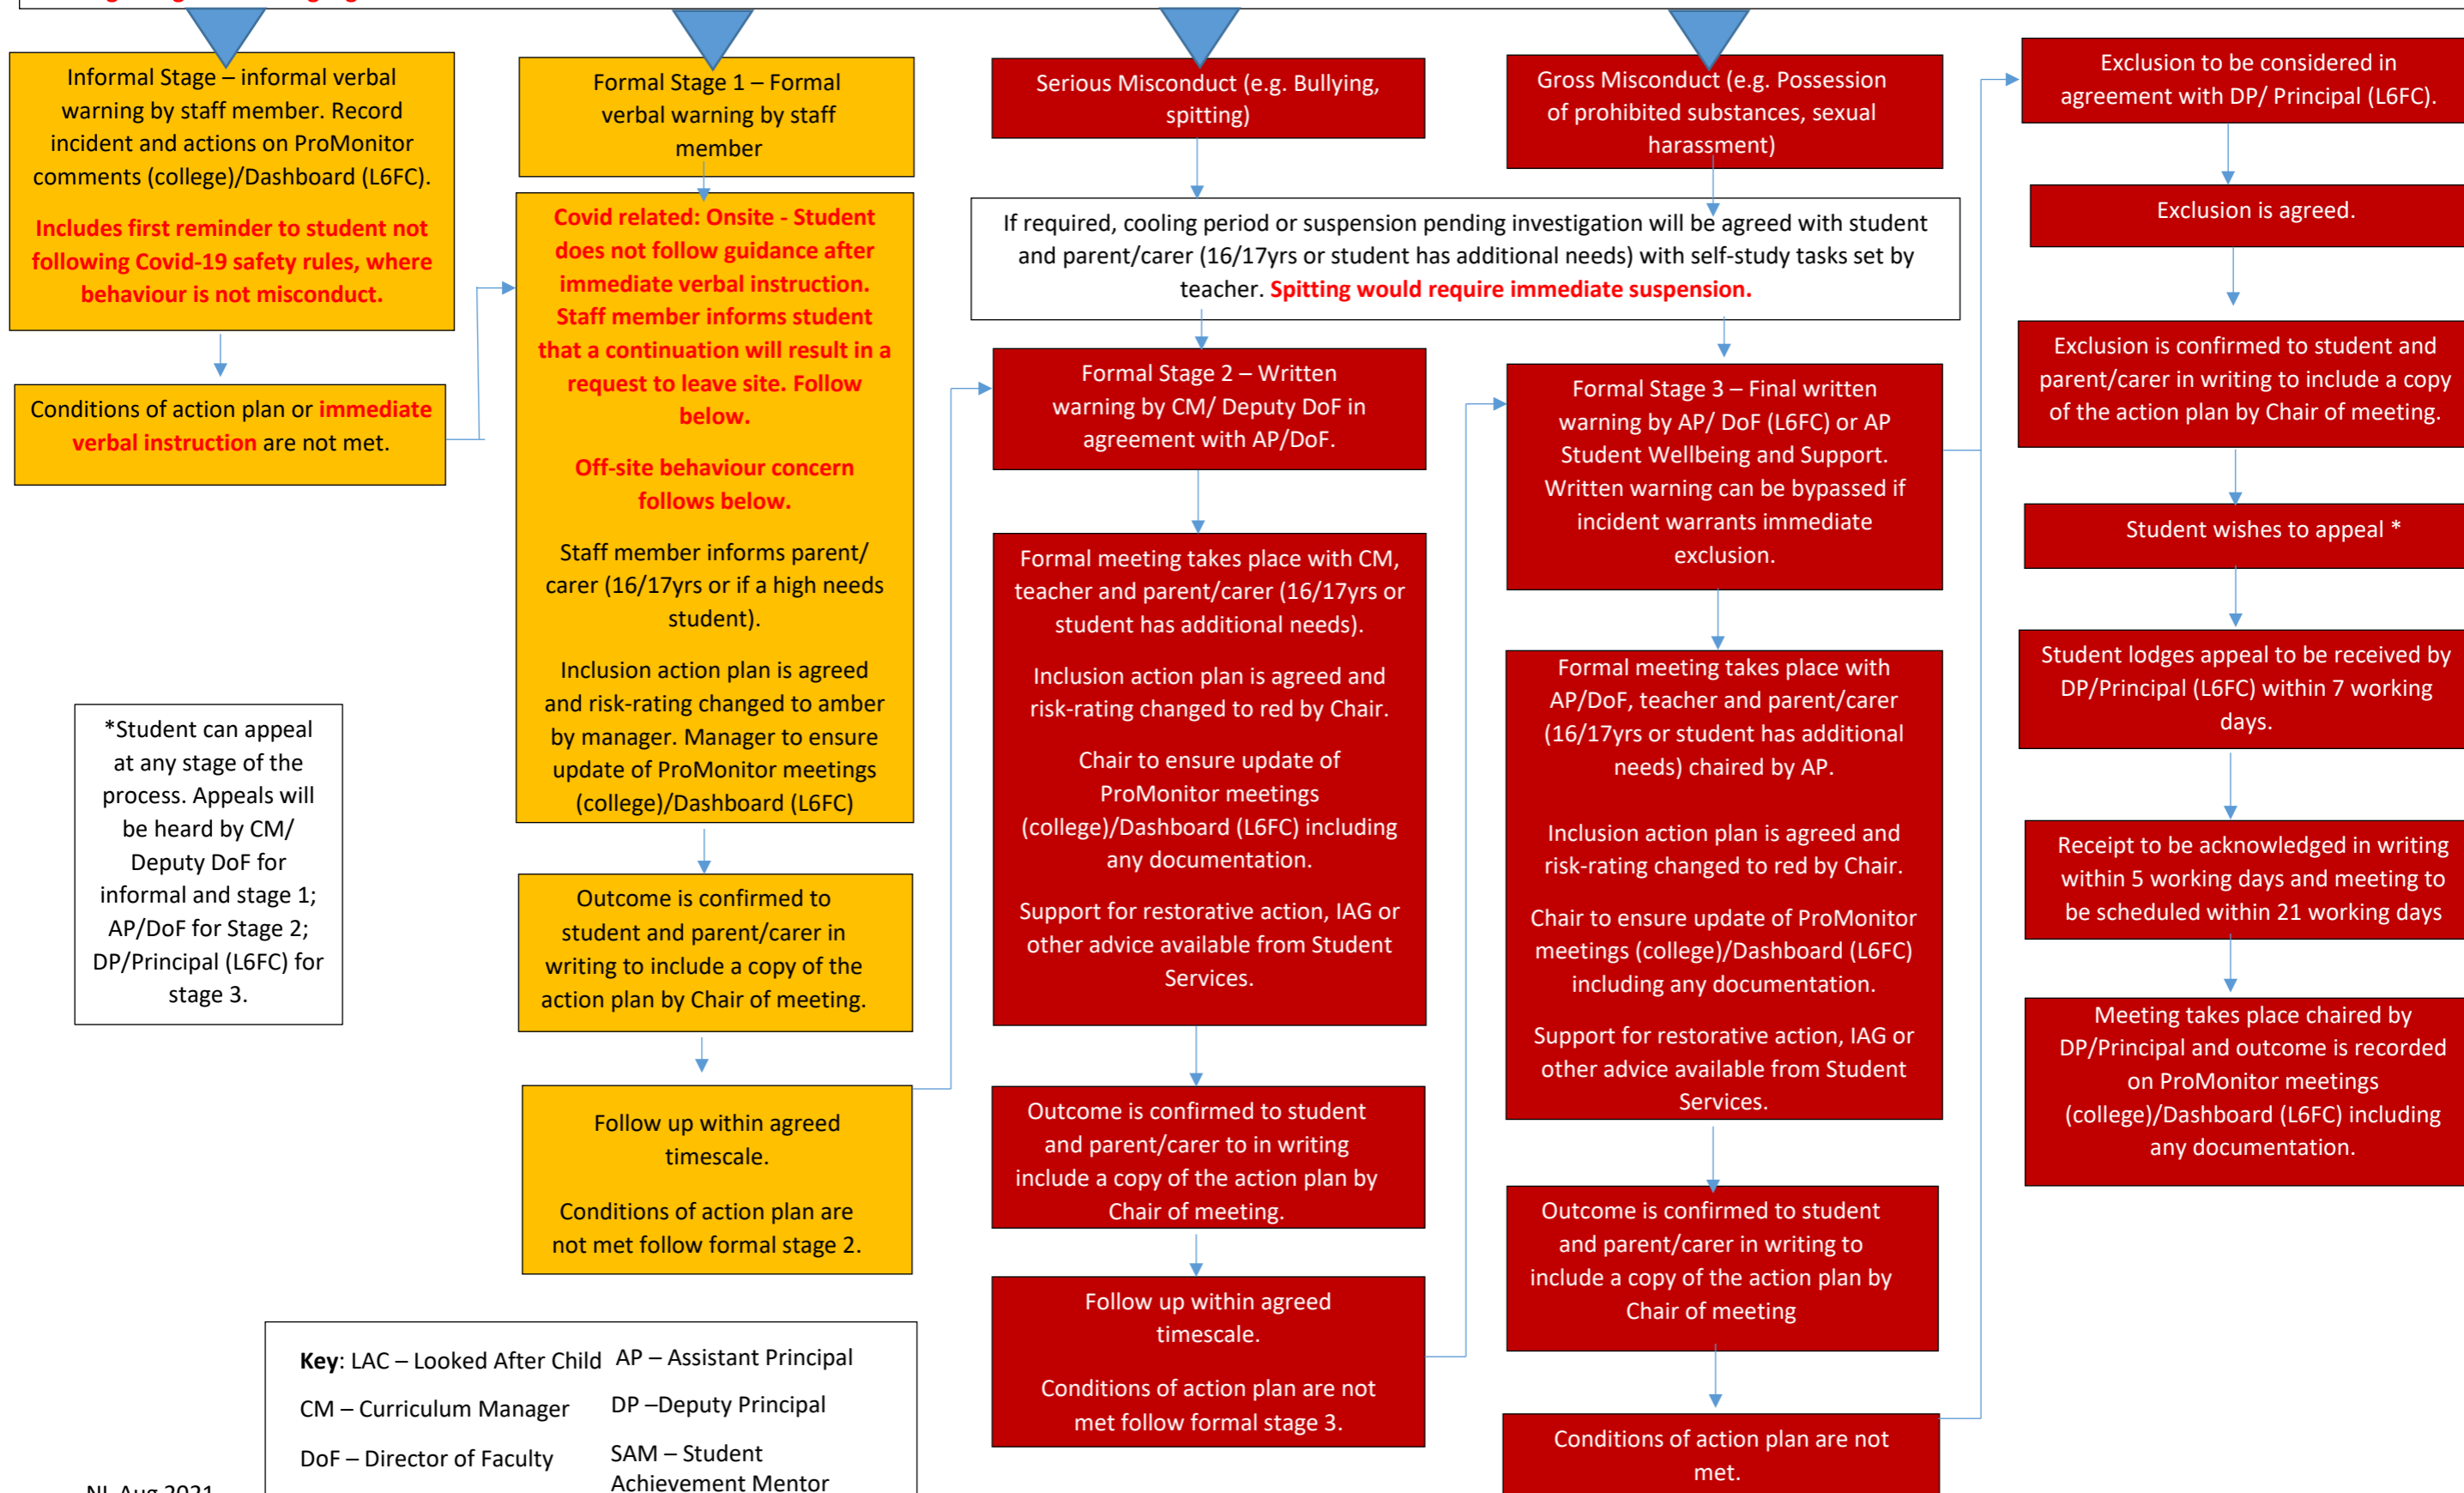 Informal Stage – informal verbal
warning by staff member. Record
incident and actions on ProMonitor
comments (college)/Dashboard (L6FC).
Includes first reminder to student not
following Covid-19 safety rules, where
behaviour is not misconduct.
Conditions of action plan or immediate
verbal instruction are not met.
*Student can appeal
at any stage of the
process. Appeals will
be heard by CM/
Deputy DoF for
informal and stage 1;
AP/DoF for Stage 2;
DP/Principal (L6FC) for
stage 3.
Formal Stage 1 – Formal
verbal warning by staff
member
Covid related: Onsite - Student
does not follow guidance after
immediate verbal instruction.
Staff member informs student
that a continuation will result in a
request to leave site. Follow
below.
Off-site behaviour concern
follows below.
Staff member informs parent/
carer (16/17yrs or if a high needs
student).
Inclusion action plan is agreed
and risk-rating changed to amber
by manager. Manager to ensure
update of ProMonitor meetings
(college)/Dashboard (L6FC)
Outcome is confirmed to
student and parent/carer in
writing to include a copy of the
action plan by Chair of meeting.
Follow up within agreed
timescale.
Conditions of action plan are
not met follow formal stage 2.
Serious Misconduct (e.g. Bullying,
spitting)
Gross Misconduct (e.g. Possession
of prohibited substances, sexual
harassment)
If required, cooling period or suspension pending investigation will be agreed with student
and parent/carer (16/17yrs or student has additional needs) with self-study tasks set by
teacher. Spitting would require immediate suspension.
Formal Stage 2 – Written
warning by CM/ Deputy DoF in
agreement with AP/DoF.
Formal meeting takes place with CM,
teacher and parent/carer (16/17yrs or
student has additional needs).
Inclusion action plan is agreed and
risk-rating changed to red by Chair.
Chair to ensure update of
ProMonitor meetings
(college)/Dashboard (L6FC) including
any documentation.
Support for restorative action, IAG or
other advice available from Student
Services.
Outcome is confirmed to student
and parent/carer to in writing
include a copy of the action plan by
Chair of meeting.
Follow up within agreed
timescale.
Conditions of action plan are not
met follow formal stage 3.
Formal Stage 3 – Final written
warning by AP/ DoF (L6FC) or AP
Student Wellbeing and Support.
Written warning can be bypassed if
incident warrants immediate
exclusion.
Formal meeting takes place with
AP/DoF, teacher and parent/carer
(16/17yrs or student has additional
needs) chaired by AP.
Inclusion action plan is agreed and
risk-rating changed to red by Chair.
Chair to ensure update of ProMonitor
meetings (college)/Dashboard (L6FC)
including any documentation.
Support for restorative action, IAG or
other advice available from Student
Services.
Outcome is confirmed to student
and parent/carer in writing to
include a copy of the action plan by
Chair of meeting
Conditions of action plan are not
met.
Exclusion to be considered in
agreement with DP/ Principal (L6FC).
Exclusion is agreed.
Exclusion is confirmed to student and
parent/carer in writing to include a copy
of the action plan by Chair of meeting.
Student wishes to appeal *
Student lodges appeal to be received by
DP/Principal (L6FC) within 7 working
days.
Receipt to be acknowledged in writing
within 5 working days and meeting to
be scheduled within 21 working days
Meeting takes place chaired by
DP/Principal and outcome is recorded
on ProMonitor meetings
(college)/Dashboard (L6FC) including
any documentation.
Key: LAC – Looked After Child AP – Assistant Principal
CM – Curriculum Manager DP –Deputy Principal
DoF – Director of Faculty SAM – Student
Achievement Mentor
Aug 2021